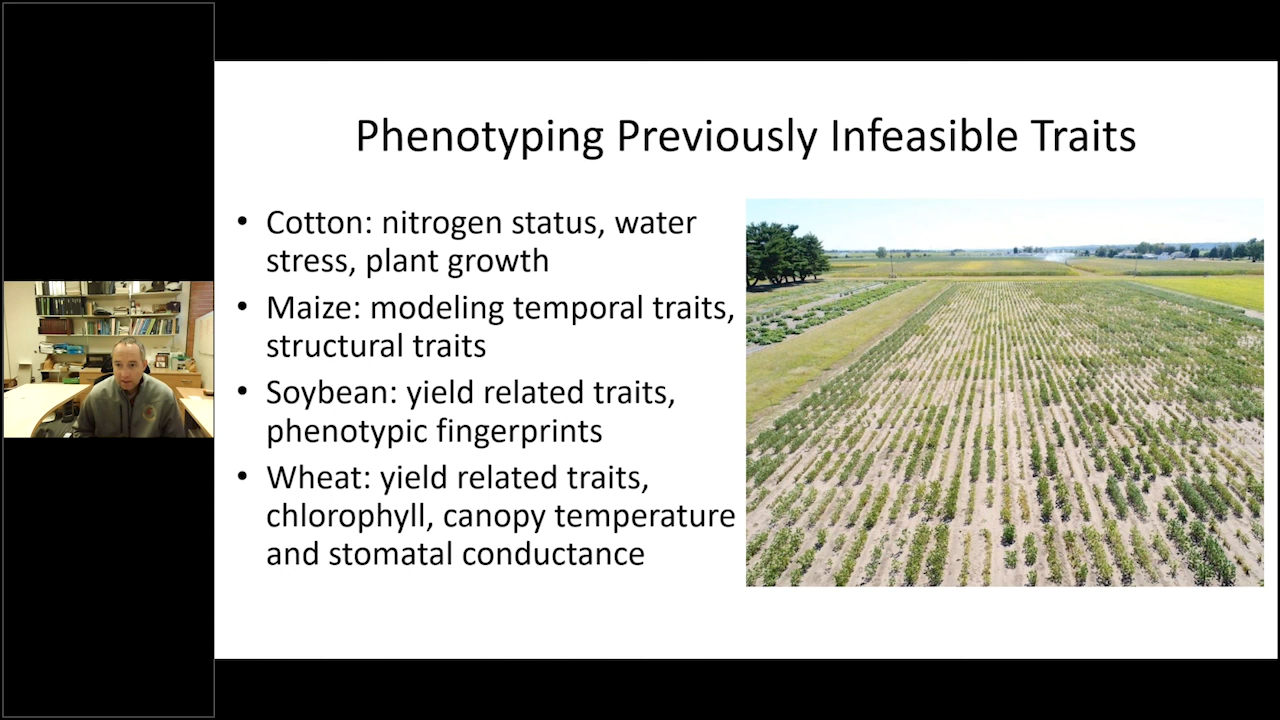 Phenotyping Previously Infeasible Traits
• Cotton: nitrogen status, water
stress, plant growth
• Maize: modeling temporal traits,
structural traits
• Soybean: yield related traits,
phenotypic fingerprints
• Wheat: yield related traits,
chlorophyll, canopy temperature
and stomatal conductance